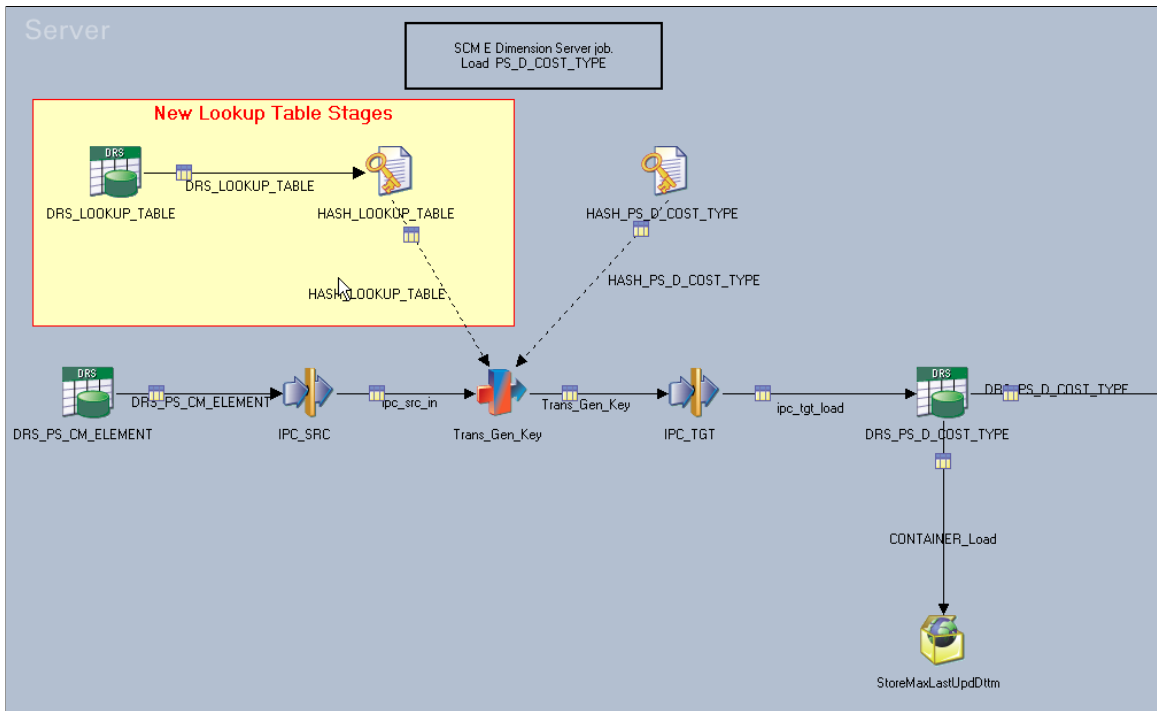 Server
SCM E Dimension Server job.
Load PS_D_COST_TYPE
New Lookup Table Stages
DRS
DRS_LOOKUP_TABLE
DRS_LOOKUP_TABLE
HASH_LOOKUP_TABLE
HASH_PS_D_COST_TYPE
HASH_LOOKUP_TABLE
HASH_PS_D_COST_TYPE
DRS
DRS_PS_CM_ELEMENT
ipc_src_in
Trans_Gen_Key
ipc_tgt_load
DRS
DRS_PS_D_COST_TYPE
DRS_PS_CM_ELEMENT
IPC_SRC
Trans_Gen_Key
IPC_TGT
DRS_PS_D_COST_TYPE
CONTAINER_Load
StoreMaxLastUpdDttm